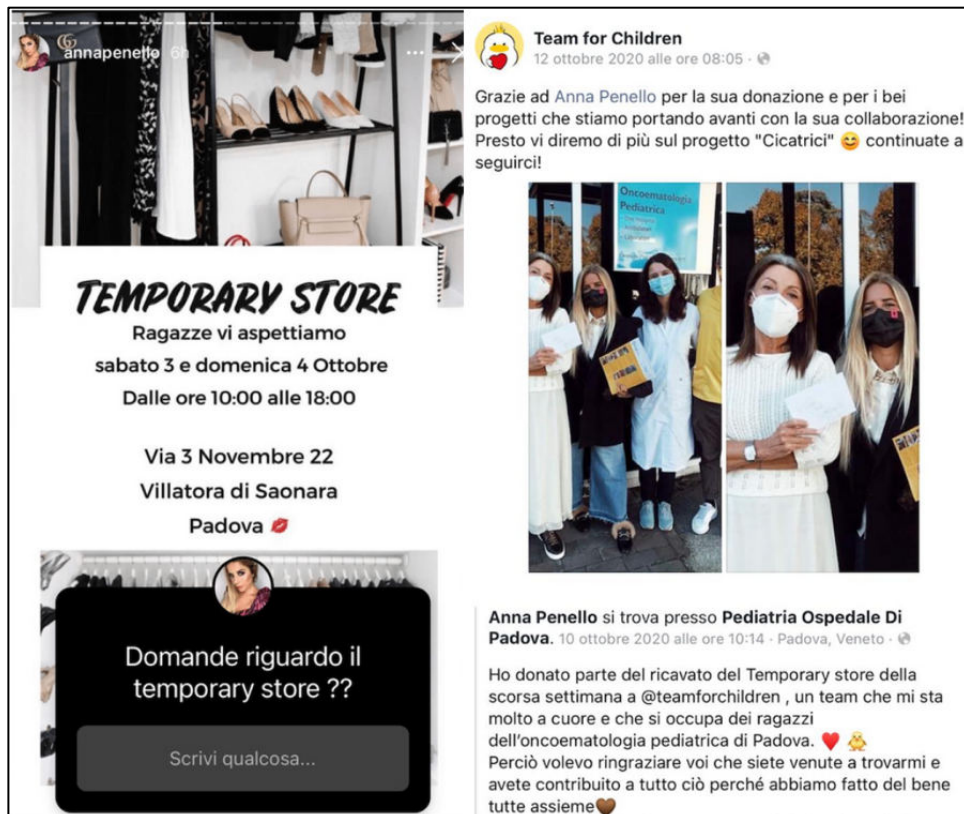 annapenello 6h
TEMPORARY STORE
Ragazze vi aspettiamo
sabato 3 e domenica 4 Ottobre
Dalle ore 10:00 alle 18:00
Via 3 Novembre 22
Villatora di Saonara
Padova 💋
Domande riguardo il
temporary store ??
Scrivi qualcosa...
Team for Children
12 ottobre 2020 alle ore 08:05 ·
Grazie ad Anna Penello per la sua donazione e per i bei
progetti che stiamo portando avanti con la sua collaborazione!
Presto vi diremo di più sul progetto "Cicatrici" 😊 continuate a
seguirci!
Oncoematologia
Pediatrica
Anna Penello si trova presso Pediatria Ospedale Di
Padova. 10 ottobre 2020 alle ore 10:14 · Padova, Veneto ·
Ho donato parte del ricavato del Temporary store della
scorsa settimana a @teamforchildren , un team che mi sta
molto a cuore e che si occupa dei ragazzi
dell'oncoematologia pediatrica di Padova. ❤️ 🐥
Perciò volevo ringraziare voi che siete venute a trovarmi e
avete contribuito a tutto ciò perché abbiamo fatto del bene
tutte assieme🤎